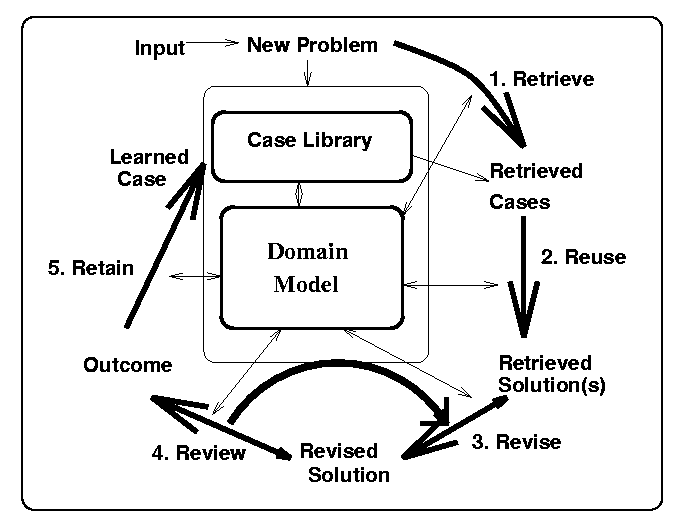 Input
New Problem
1. Retrieve
Case Library
Learned
Case
Retrieved
Cases
Domain
Model
5. Retain
2. Reuse
Outcome
Retrieved
Solution(s)
4. Review
Revised
Solution
3. Revise